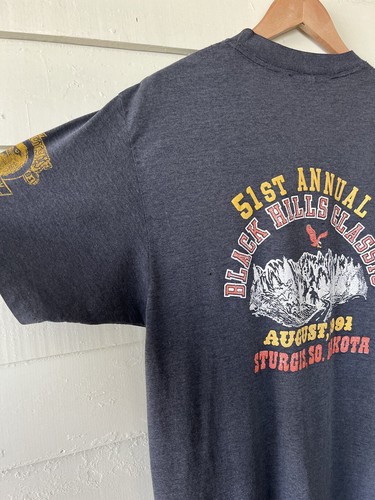 51ST ANNUAL
BLACK HILLS CLASSIC
AUGUST, 1991
STURGIS, SO. DAKOTA